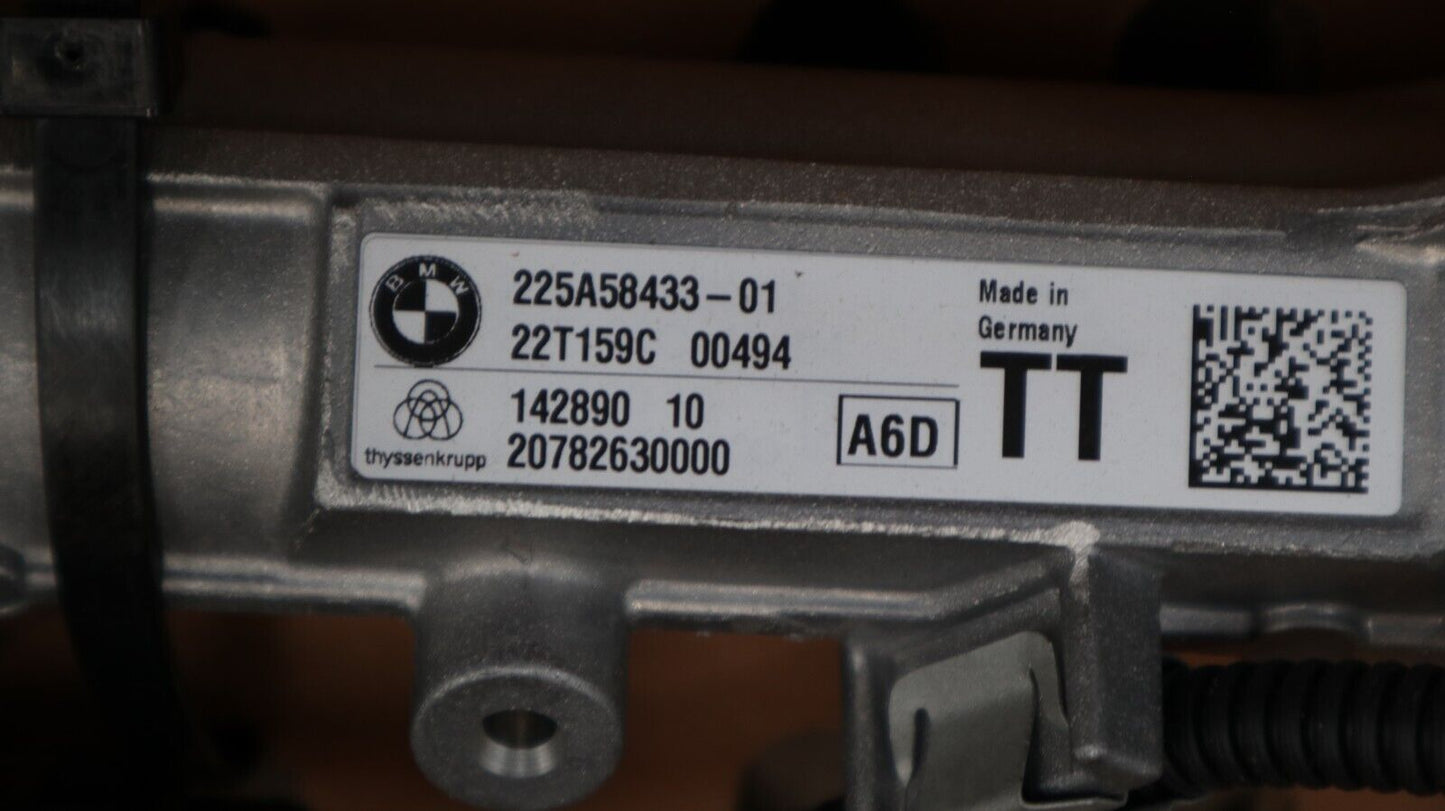 BMW
225A58433-01
22T159C 00494
thyssenkrupp
142890 10
20782630000
A6D
Made in
Germany
TT